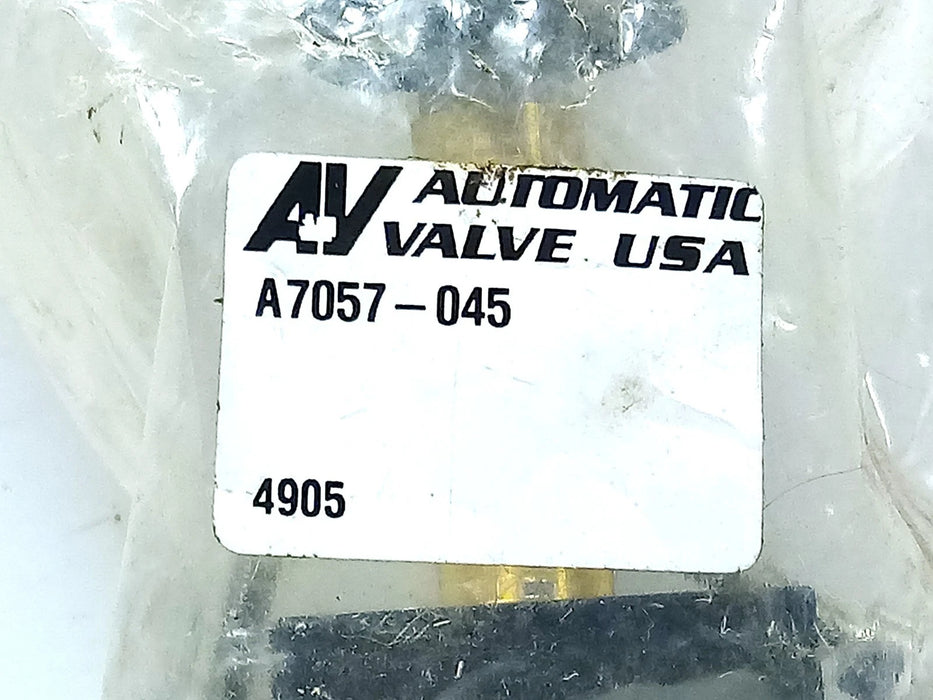 AV AUTOMATIC
VALVE USA
A7057-045
4905